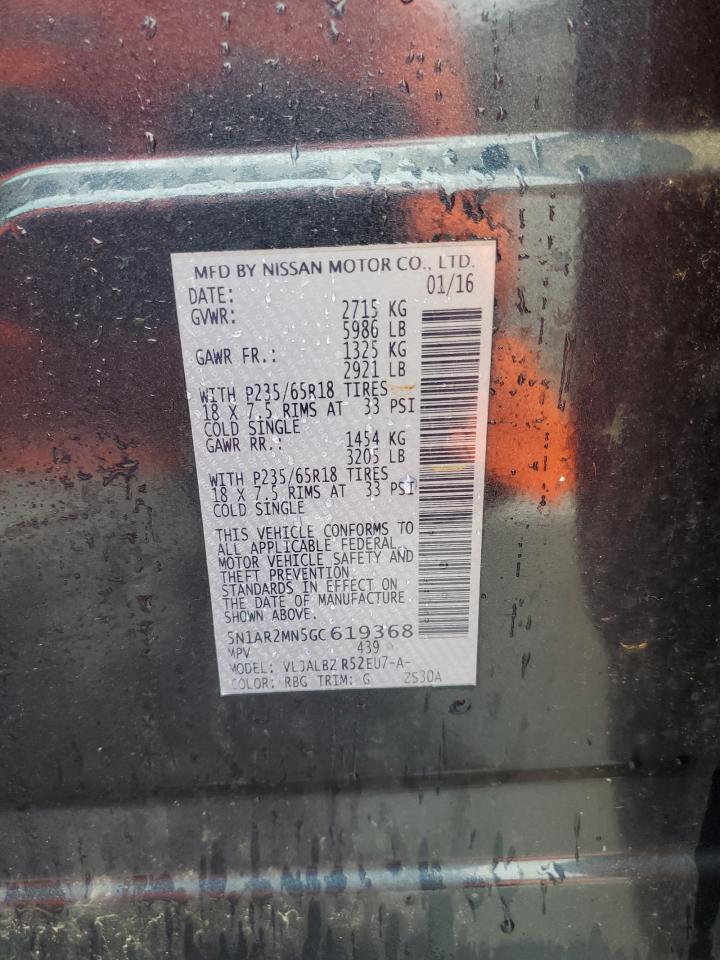 MFD BY NISSAN MOTOR CO., LTD.
DATE: 01/16
GVWR: 2715 KG
5986 LB
GAWR FR.: 1325 KG
2921 LB
WITH P235/65R18 TIRES
18 X 7.5 RIMS AT 33 PSI
COLD SINGLE
GAWR RR.: 1454 KG
3205 LB
WITH P235/65R18 TIRES
18 X 7.5 RIMS AT 33 PSI
COLD SINGLE
THIS VEHICLE CONFORMS TO
ALL APPLICABLE FEDERAL
MOTOR VEHICLE SAFETY AND
THEFT PREVENTION
STANDARDS IN EFFECT ON
THE DATE OF MANUFACTURE
SHOWN ABOVE.
5N1AR2MN5GC619368
MPV 439
MODEL: VLJALBZ R52EU7-A-
COLOR: RBG TRIM: G ZS30A